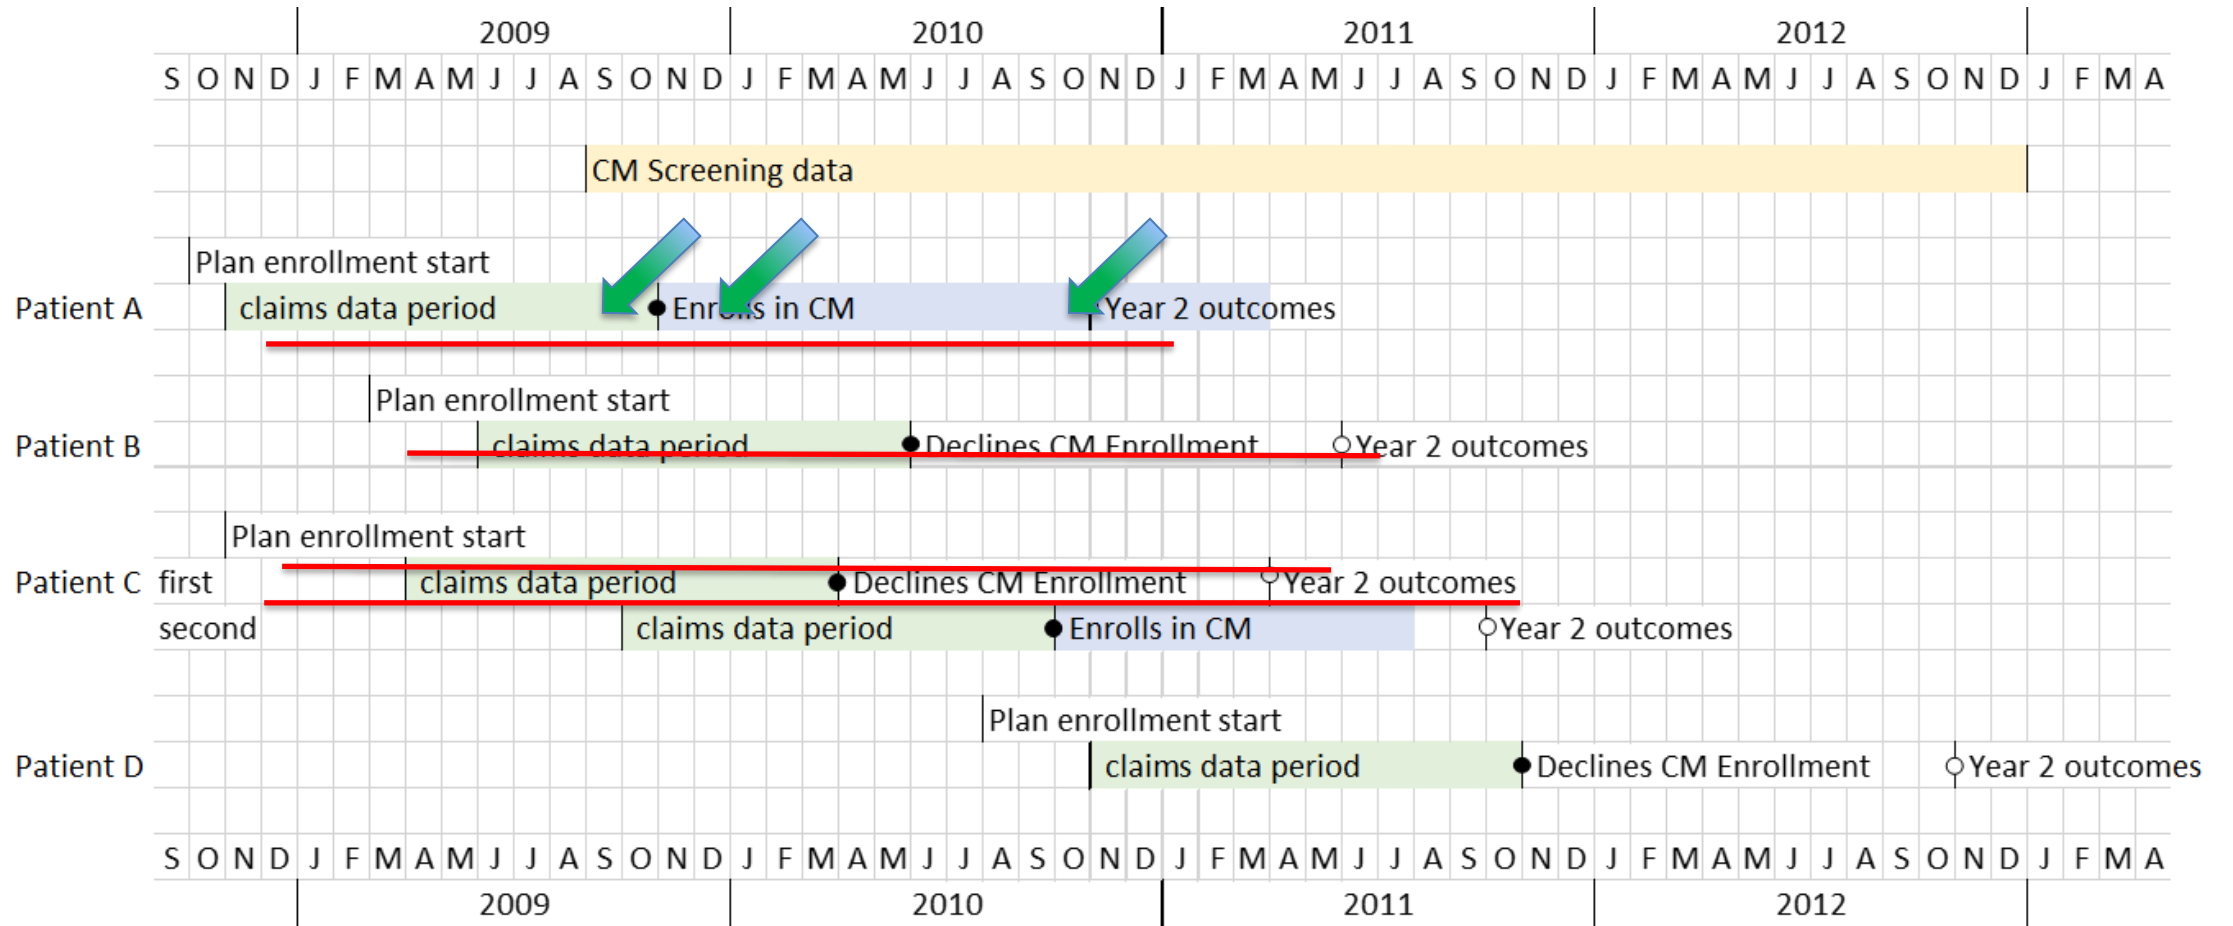 2009 2010 2011 2012
S O N D J F M A M J J A S O N D J F M A M J J A S O N D J F M A M J J A S O N D J F M A M J J A S O N D J F M A
CM Screening data
Plan enrollment start
Patient A claims data period Enrolls in CM Year 2 outcomes
Plan enrollment start
Patient B claims data period Declines CM Enrollment Year 2 outcomes
Plan enrollment start
Patient C first claims data period Declines CM Enrollment Year 2 outcomes
second claims data period Enrolls in CM Year 2 outcomes
Plan enrollment start
Patient D claims data period Declines CM Enrollment Year 2 outcomes
S O N D J F M A M J J A S O N D J F M A M J J A S O N D J F M A M J J A S O N D J F M A M J J A S O N D J F M A
2009 2010 2011 2012